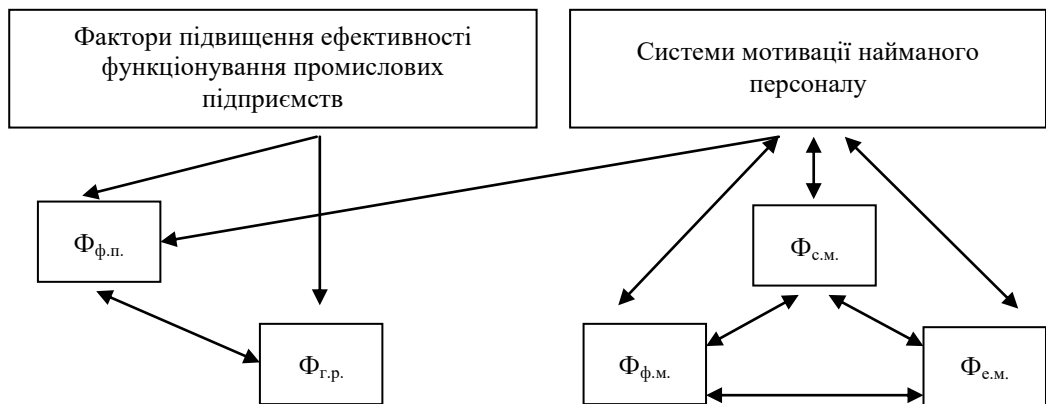 Фактори підвищення ефективності
функціонування промислових
підприємств
Системи мотивації найманого
персоналу
Фф.п.
Фс.м.
Фг.р.
Фф.м.
Фе.м.